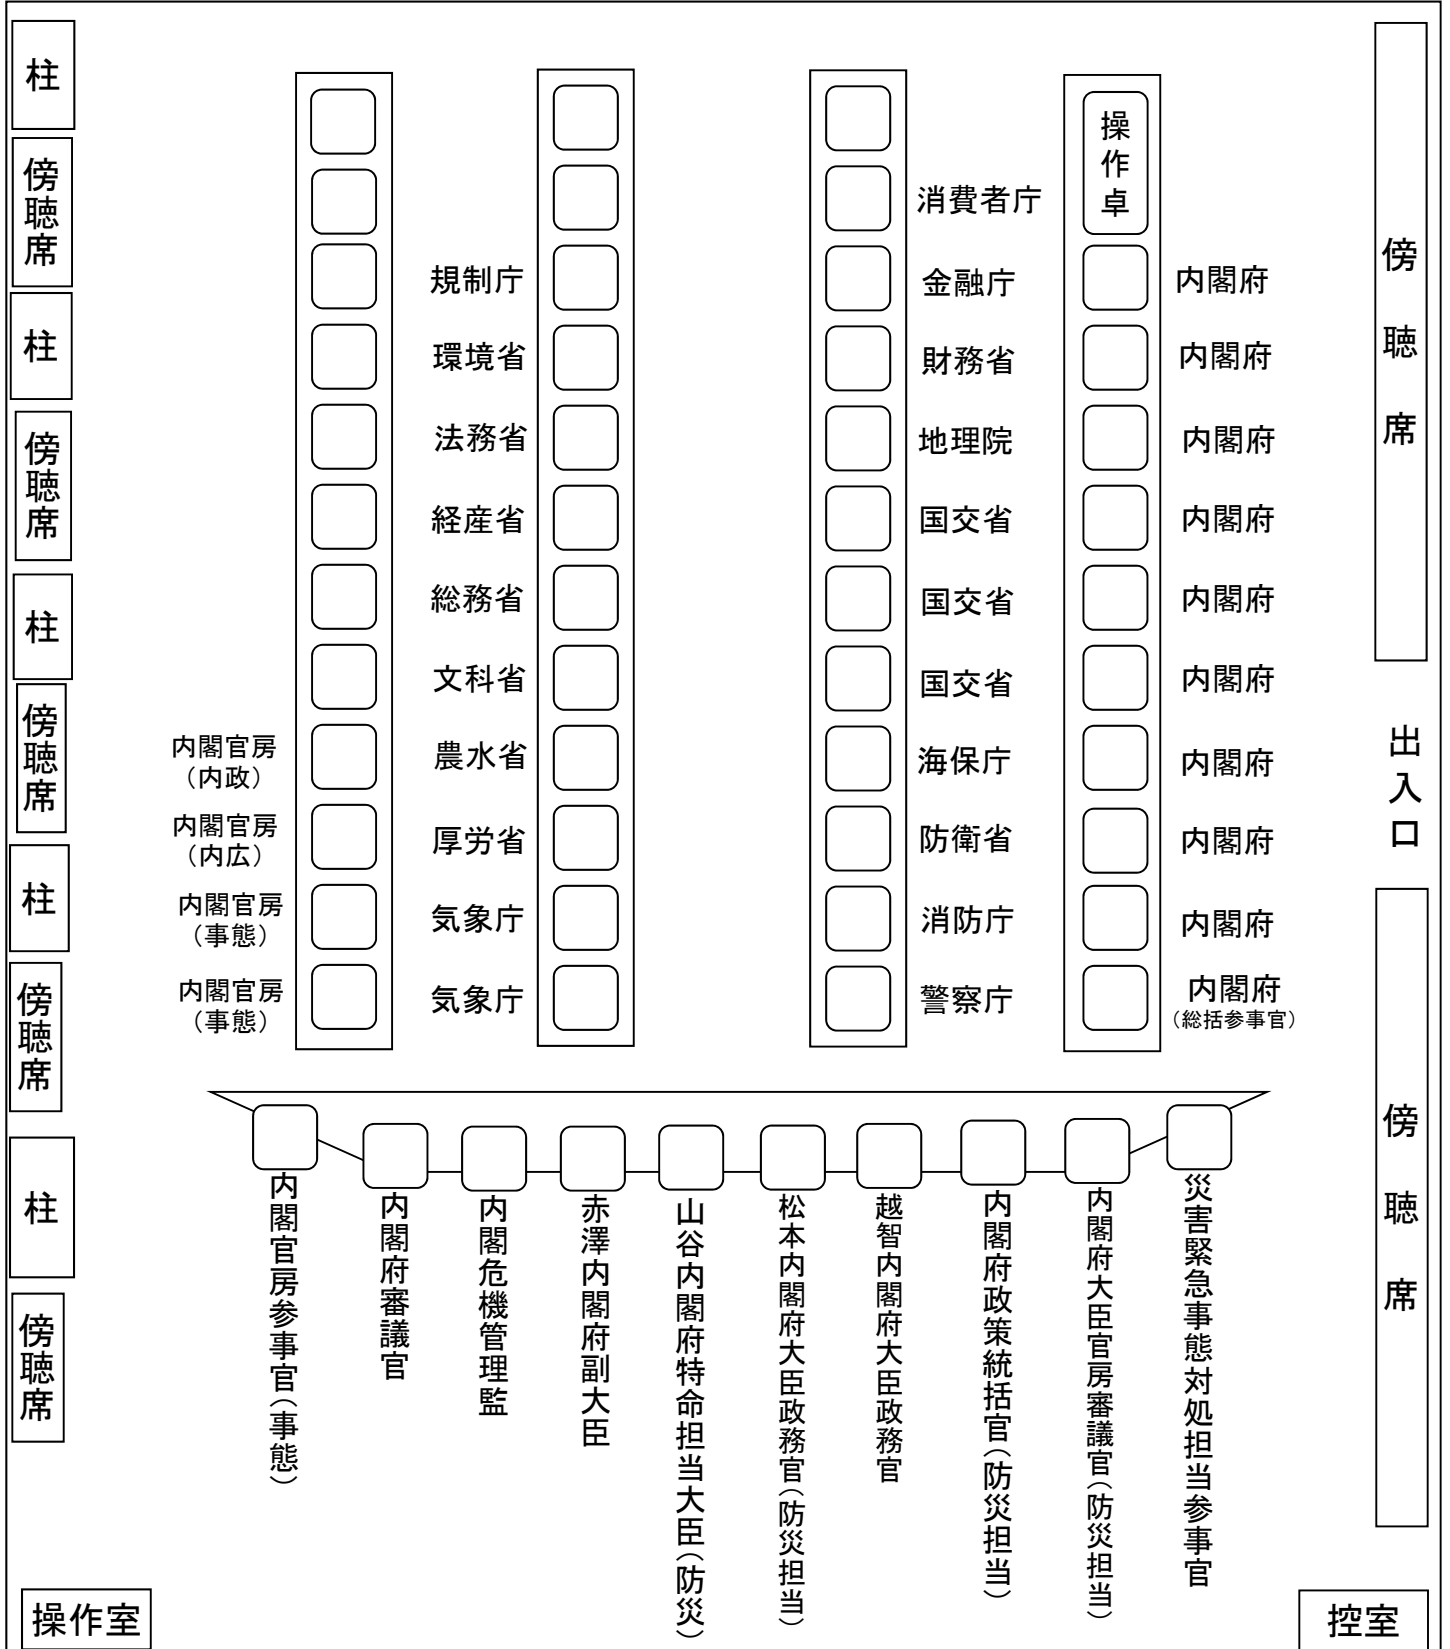 柱
傍聴席
柱
傍聴席
柱
傍聴席
柱
傍聴席
柱
傍聴席
内閣官房
（内政）
内閣官房
（内広）
内閣官房
（事態）
内閣官房
（事態）
規制庁
環境省
法務省
経産省
総務省
文科省
農水省
厚労省
気象庁
気象庁
消費者庁
金融庁
財務省
地理院
国交省
国交省
国交省
海保庁
防衛省
消防庁
警察庁
操作卓
内閣府
内閣府
内閣府
内閣府
内閣府
内閣府
内閣府
内閣府
内閣府
内閣府
（総括参事官）
傍聴席
出入口
傍聴席
内閣官房参事官（事態）
内閣府審議官
内閣危機管理監
赤澤内閣府副大臣
山谷内閣府特命担当大臣（防災）
松本内閣府大臣政務官（防災担当）
越智内閣府大臣政務官
内閣府政策統括官（防災担当）
内閣府大臣官房審議官（防災担当）
災害緊急事態対処担当参事官
操作室
控室